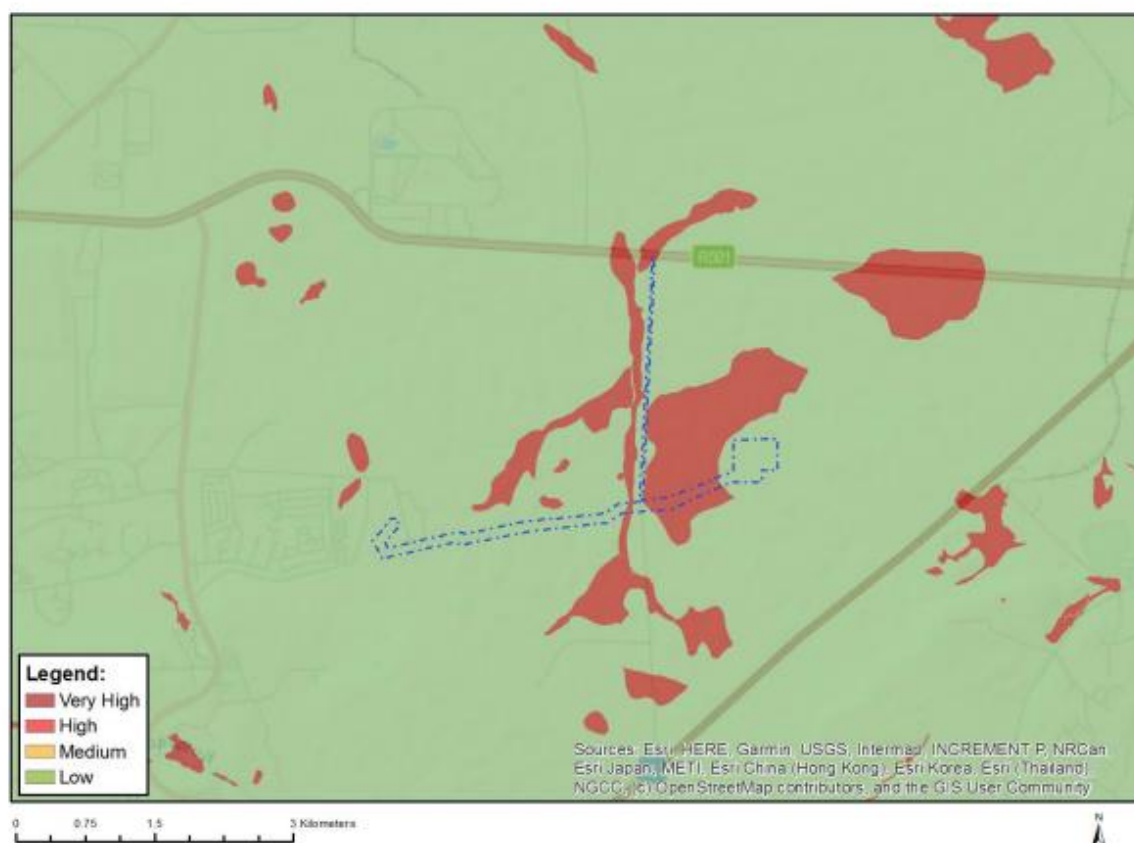 R501
Legend:
Very High
High
Medium
Low
Sources: Esri, HERE, Garmin, USGS, Intermap, INCREMENT P, NRCan,
Esri Japan, METI, Esri China (Hong Kong), Esri Korea, Esri (Thailand),
NGCC, (c) OpenStreetMap contributors, and the GIS User Community
0 0.75 1.5 3 Kilometers
N